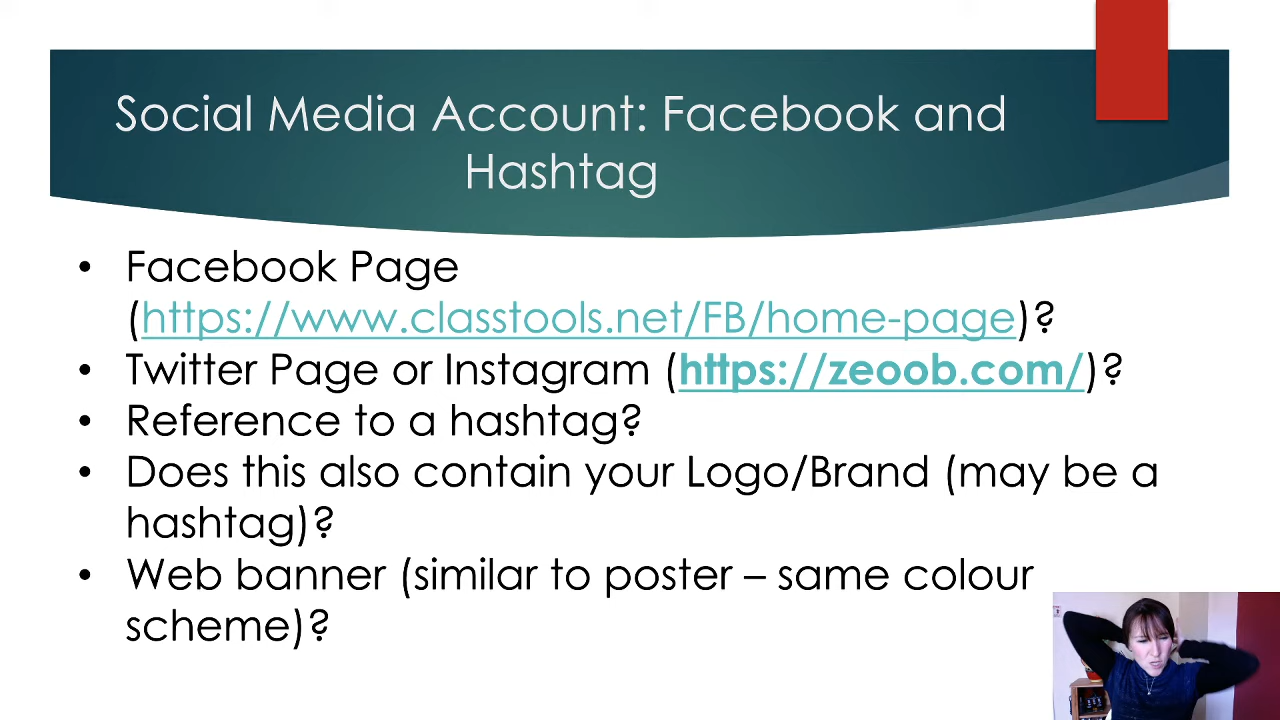 Social Media Account: Facebook and
Hashtag
• Facebook Page
(https://www.classtools.net/FB/home-page)?
• Twitter Page or Instagram (https://zeoob.com/)?
• Reference to a hashtag?
• Does this also contain your Logo/Brand (may be a
hashtag)?
• Web banner (similar to poster – same colour
scheme)?